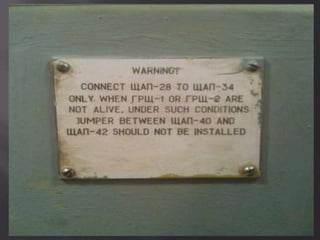 WARNING!
CONNECT ЩАП-28 TO ЩАП-34
ONLY WHEN ГРЩ-1 OR ГРЩ-2 ARE
NOT ALIVE, UNDER SUCH CONDITIONS
JUMPER BETWEEN ЩАП-40 AND
ЩАП-42 SHOULD NOT BE INSTALLED